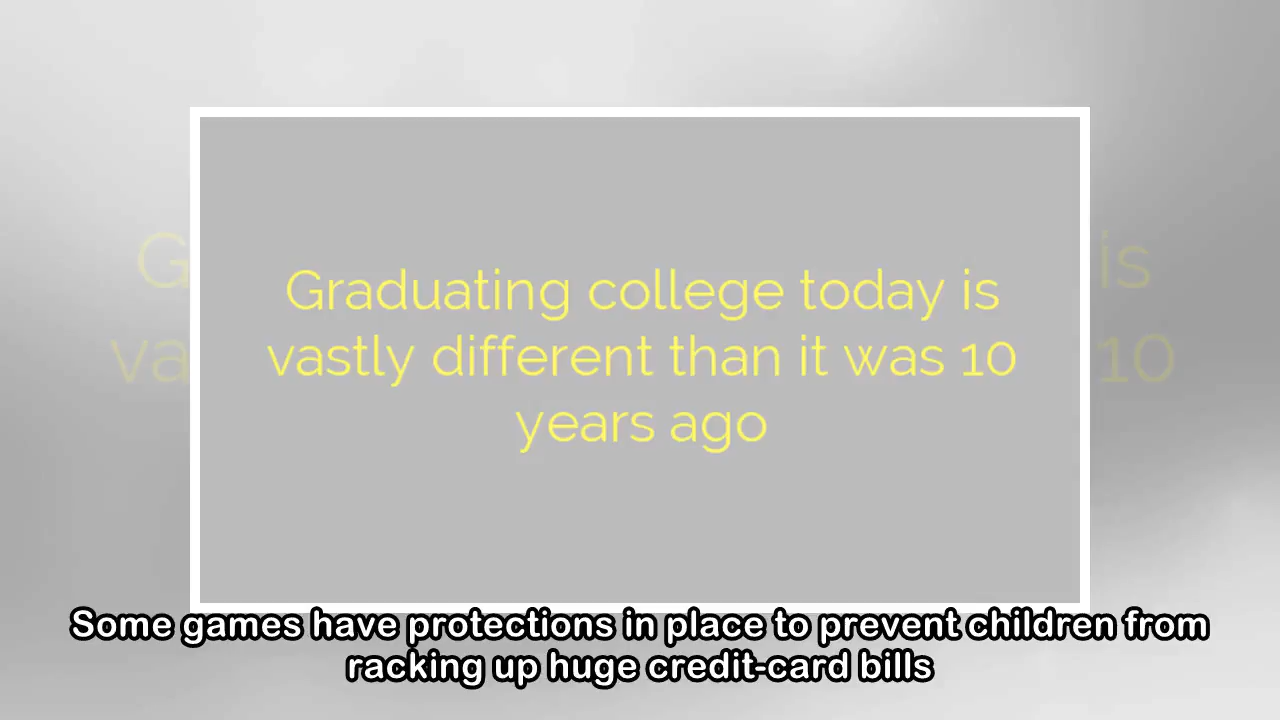 Graduating college today is
vastly different than it was 10
years ago
Some games have protections in place to prevent children from
racking up huge credit-card bills